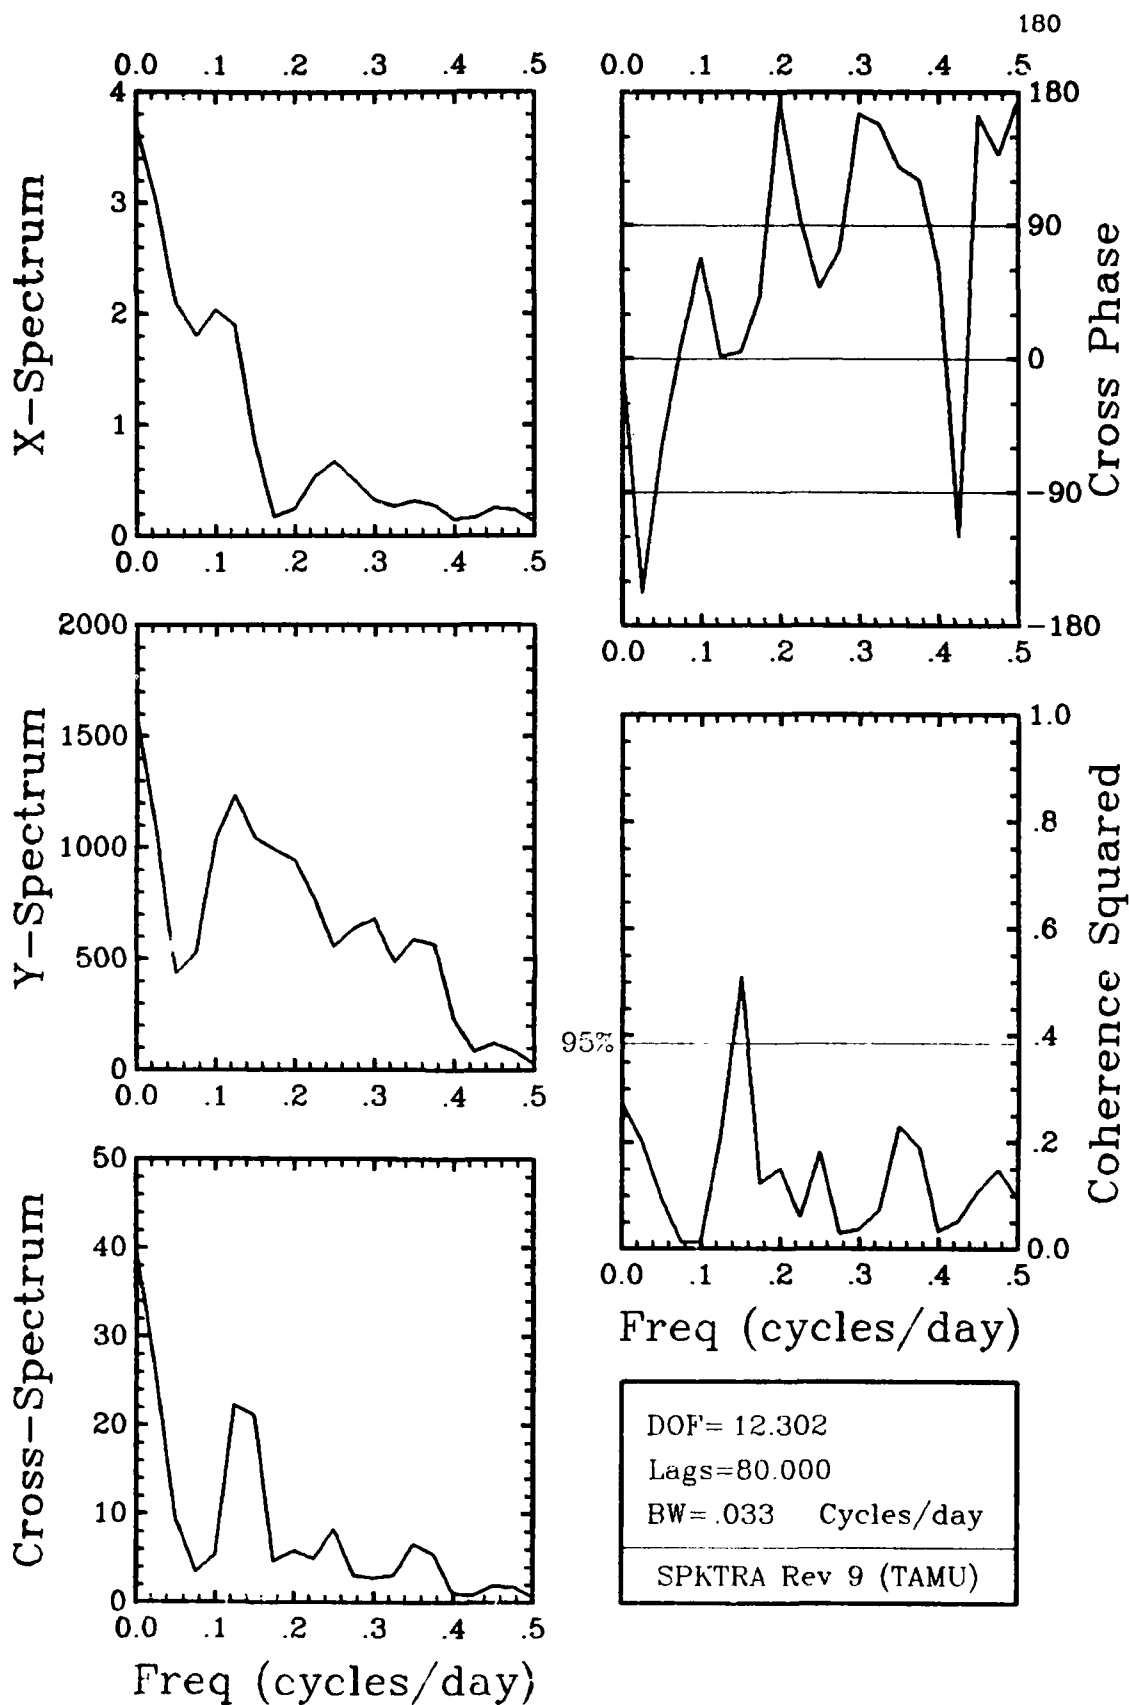 180
0.0 .1 .2 .3 .4 .5
4
3
2
1
0
X-Spectrum
0.0 .1 .2 .3 .4 .5
2000
1500
1000
500
0
Y-Spectrum
0.0 .1 .2 .3 .4 .5
50
40
30
20
10
0
Cross-Spectrum
0.0 .1 .2 .3 .4 .5
Freq (cycles/day)
0.0 .1 .2 .3 .4 .5
180
90
0
-90
-180
Cross Phase
0.0 .1 .2 .3 .4 .5
1.0
.8
.6
.4
.2
0.0
95%
Coherence Squared
0.0 .1 .2 .3 .4 .5
Freq (cycles/day)
DOF= 12.302
Lags=80.000
BW= .033 Cycles/day
SPKTRA Rev 9 (TAMU)